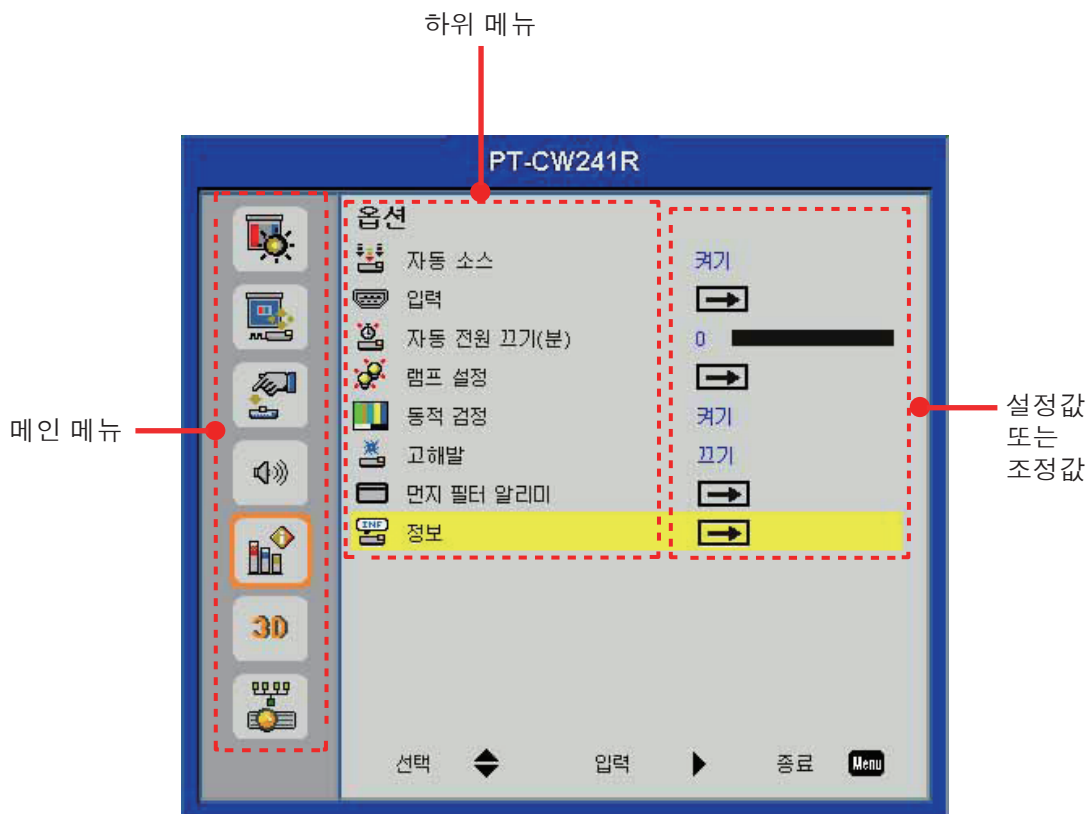 하위 메뉴
PT-CW241R
옵션
자동 소스 켜기
입력
자동 전원 끄기(분) 0
램프 설정
동적 검정 켜기
고해발 끄기
먼지 필터 알리미
INF 정보
3D
메인 메뉴
설정값
또는
조정값
선택 입력 종료 Menu